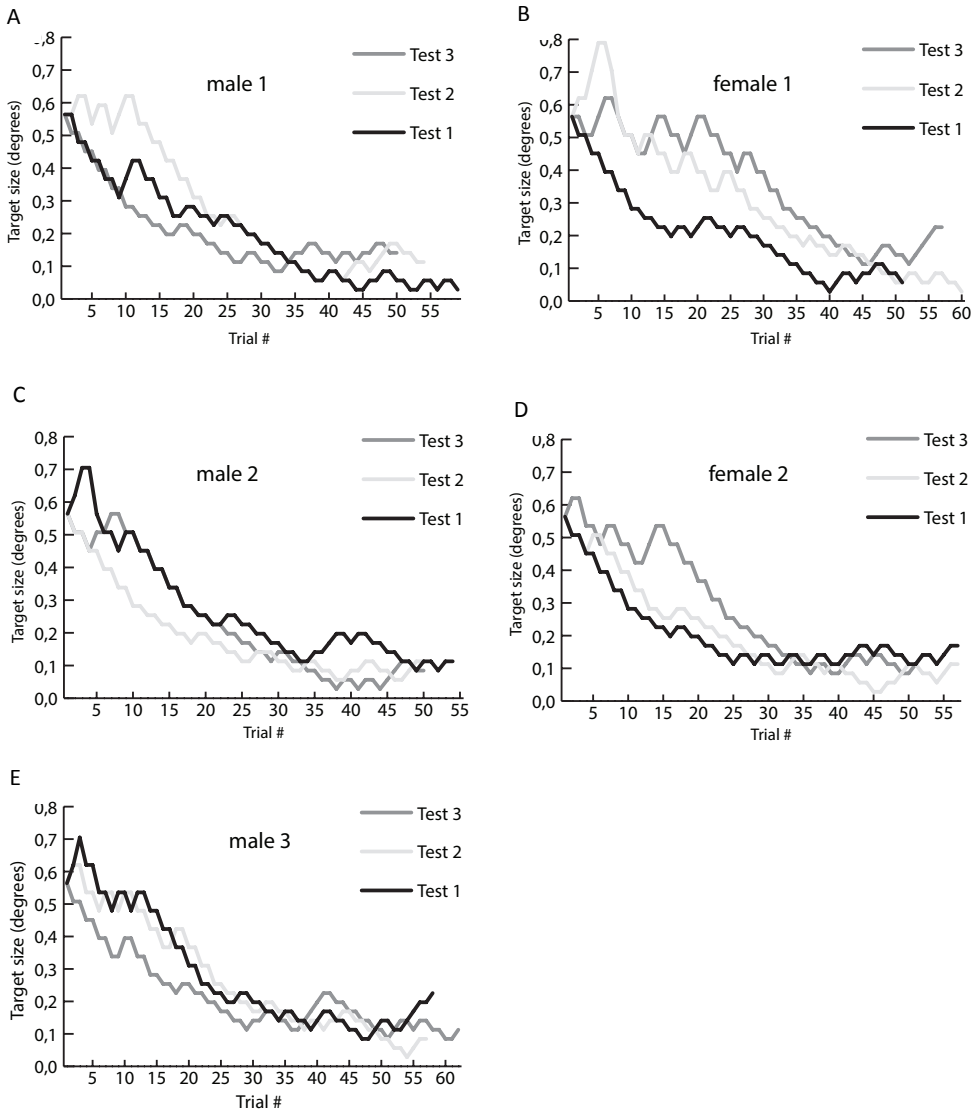 A
0,8
0,7
0,6
0,5
0,4
0,3
0,2
0,1
0,0
Target size (degrees)
male 1
Test 3
Test 2
Test 1
5 10 15 20 25 30 35 40 45 50 55
Trial #
B
0,8
0,7
0,6
0,5
0,4
0,3
0,2
0,1
0,0
Target size (degrees)
female 1
Test 3
Test 2
Test 1
5 10 15 20 25 30 35 40 45 50 55 60
Trial #
C
0,8
0,7
0,6
0,5
0,4
0,3
0,2
0,1
0,0
Target size (degrees)
male 2
Test 3
Test 2
Test 1
5 10 15 20 21 30 35 40 45 50 55
Trial #
D
0,8
0,7
0,6
0,5
0,4
0,3
0,2
0,1
0,0
Target size (degrees)
female 2
Test 3
Test 2
Test 1
5 10 15 20 25 30 35 40 45 50 55
Trial #
E
0,8
0,7
0,6
0,5
0,4
0,3
0,2
0,1
0,0
Target size (degrees)
male 3
Test 3
Test 2
Test 1
5 10 15 20 25 30 35 40 45 50 55 60
Trial #